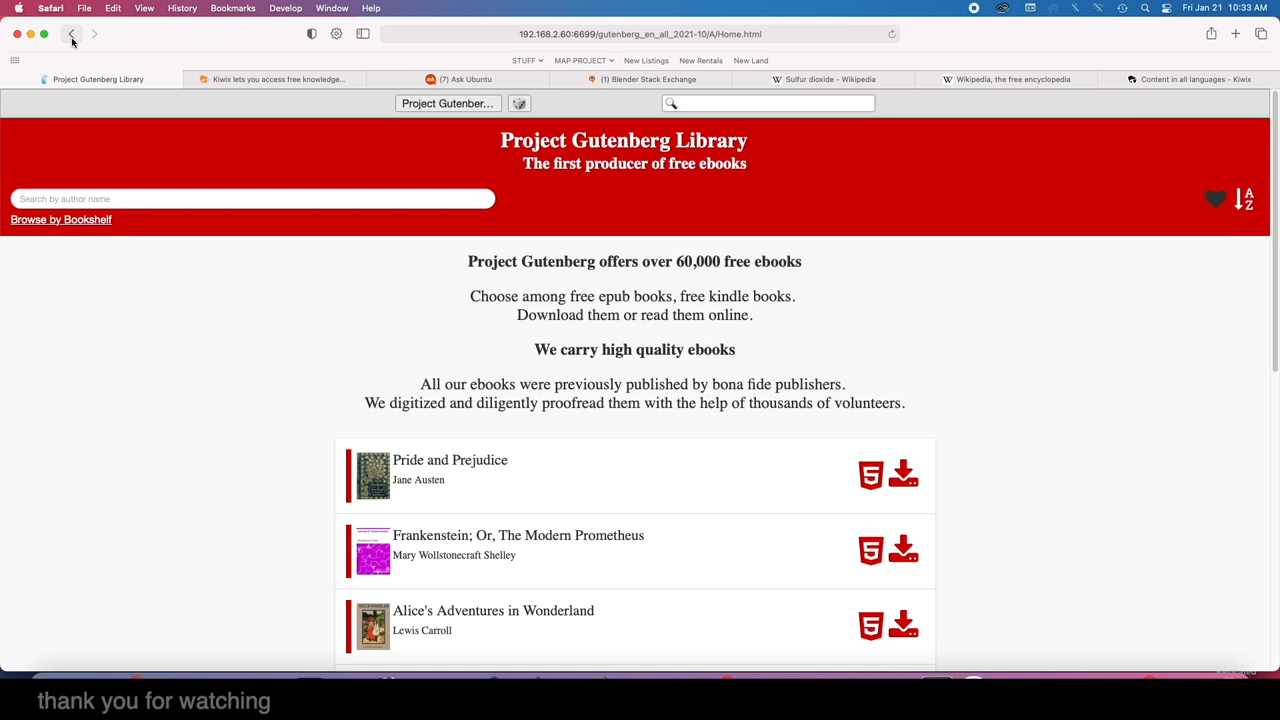 Safari File Edit View History Bookmarks Develop Window Help Fri Jan 21 10:33 AM
192.168.2.60:6699/gutenberg_en_all_2021-10/A/Home.html
STUFF MAP PROJECT New Listings New Rentals New Land
Project Gutenberg Library Kiwix lets you access free knowledge... (7) Ask Ubuntu (1) Blender Stack Exchange Sulfur dioxide - Wikipedia Wikipedia, the free encyclopedia Content in all languages - Kiwix
Project Gutenber...
Project Gutenberg Library
The first producer of free ebooks
Search by author name
A
Z
Browse by Bookshelf
Project Gutenberg offers over 60,000 free ebooks
Choose among free epub books, free kindle books.
Download them or read them online.
We carry high quality ebooks
All our ebooks were previously published by bona fide publishers.
We digitized and diligently proofread them with the help of thousands of volunteers.
Pride and Prejudice
Jane Austen
5
Frankenstein; Or, The Modern Prometheus
Mary Wollstonecraft Shelley
5
Alice's Adventures in Wonderland
Lewis Carroll
5
thank you for watching